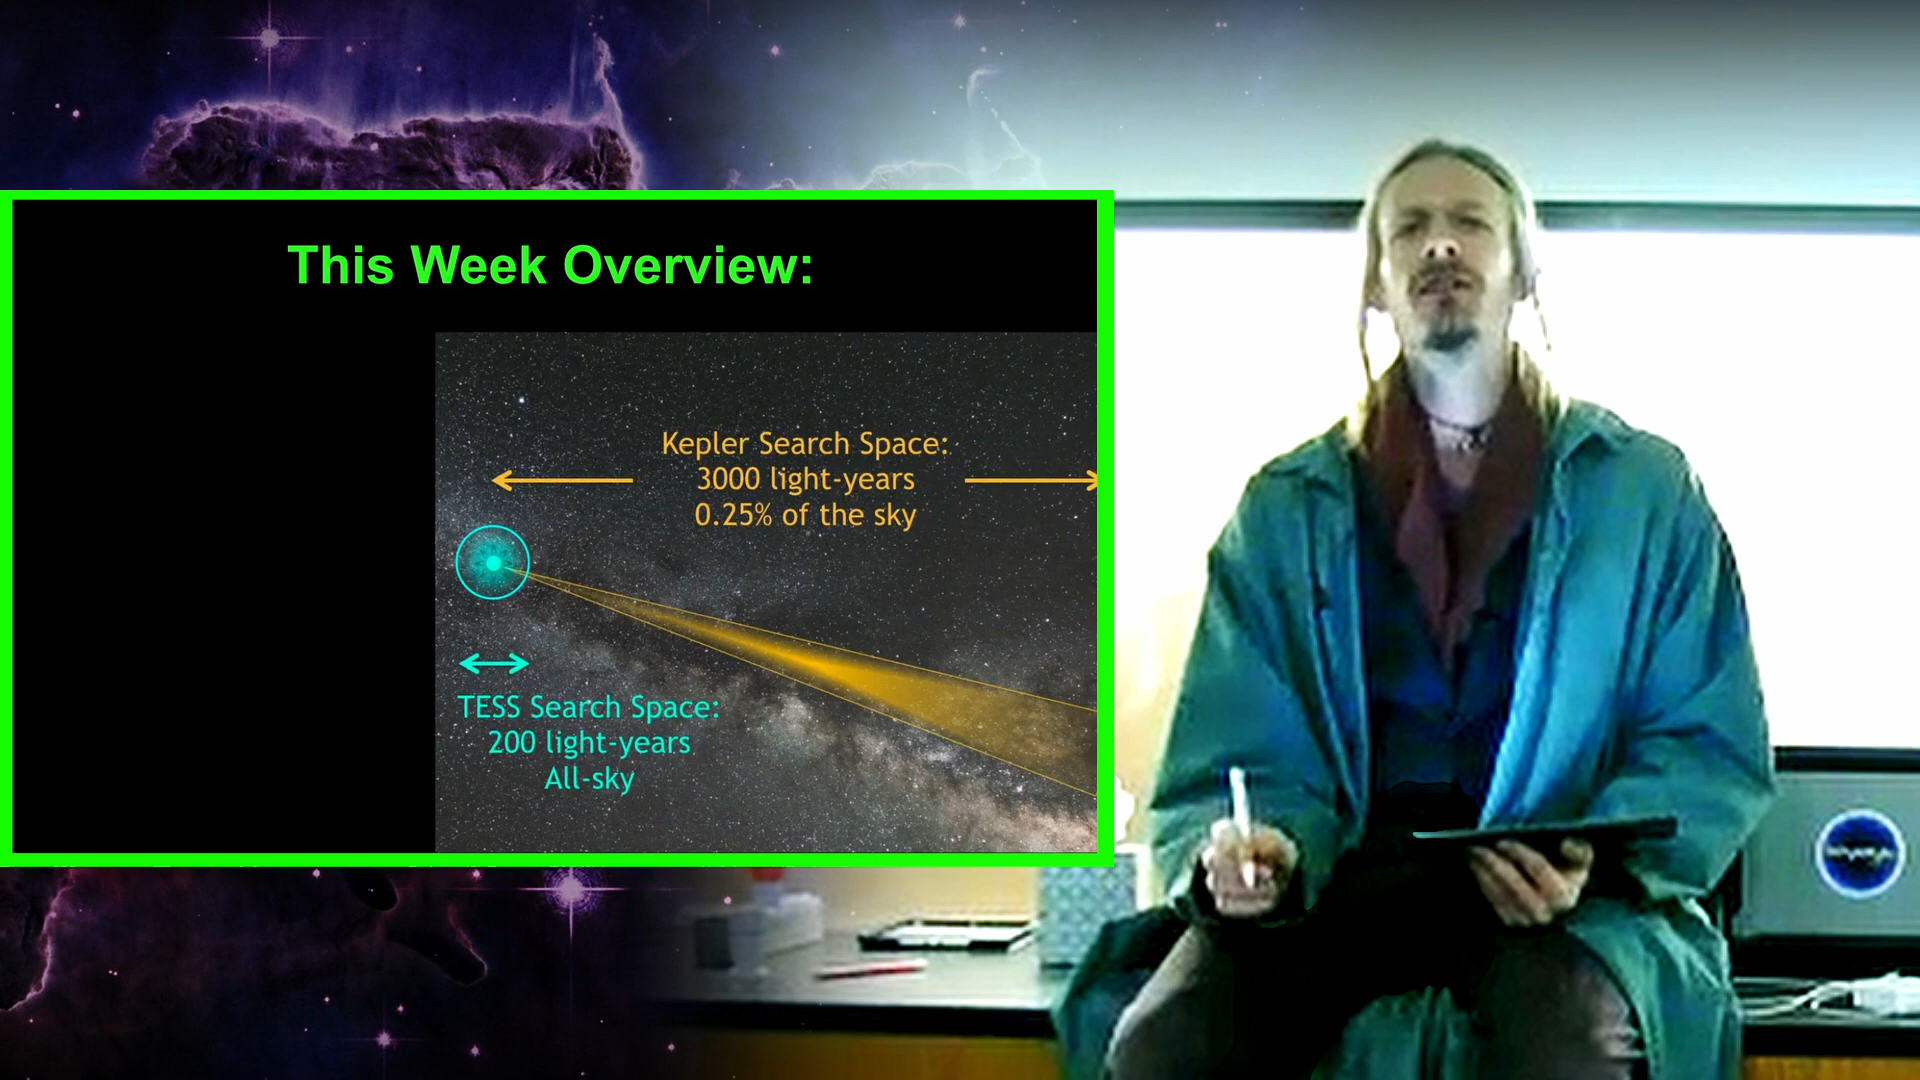 This Week Overview:
Kepler Search Space:
3000 light-years
0.25% of the sky
TESS Search Space:
200 light-years
All-sky